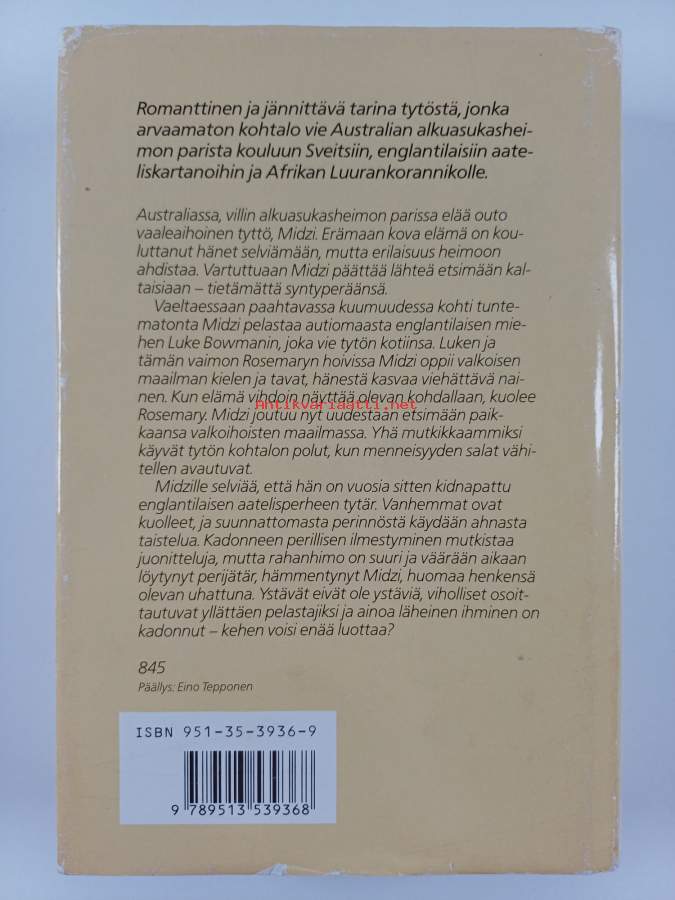 Romanttinen ja jännittävä tarina tytöstä, jonka
arvaamaton kohtalo vie Australian alkuasukashei-
mon parista kouluun Sveitsiin, englantilaisiin aate-
liskartanoihin ja Afrikan Luurankorannikolle.
Australiassa, villin alkuasukasheimon parissa elää outo
vaaleaihoinen tyttö, Midzi. Erämaan kova elämä on kou-
luttanut hänet selviämään, mutta erilaisuus heimoon
ahdistaa. Vartuttuaan Midzi päättää lähteä etsimään kal-
taisiaan – tietämättä syntyperäänsä.
Vaeltaessaan paahtavassa kuumuudessa kohti tunte-
matonta Midzi pelastaa autiomaasta englantilaisen mie-
hen Luke Bowmanin, joka vie tytön kotiinsa. Luken ja
tämän vaimon Rosemaryn hoivissa Midzi oppii valkoisen
maailman kielen ja tavat, hänestä kasvaa viehättävä nai-
nen. Kun elämä vihdoin näyttää olevan kohdallaan, kuolee
Antikvariaatti.net
Rosemary. Midzi joutuu nyt uudestaan etsimään paik-
kaansa valkoihoisten maailmassa. Yhä mutkikkaammiksi
käyvät tytön kohtalon polut, kun menneisyyden salat vähi-
tellen avautuvat.
Midzille selviää, että hän on vuosia sitten kidnapattu
englantilaisen aatelisperheen tytär. Vanhemmat ovat
kuolleet, ja suunnattomasta perinnöstä käydään ahnasta
taistelua. Kadonneen perillisen ilmestyminen mutkistaa
juonitteluja, mutta rahanhimo on suuri ja väärään aikaan
löytynyt perijätär, hämmentynyt Midzi, huomaa henkensä
olevan uhattuna. Ystävät eivät ole ystäviä, viholliset osoit-
tautuvat yllättäen pelastajiksi ja ainoa läheinen ihminen on
kadonnut – kehen voisi enää luottaa?
845
Päällys: Eino Tepponen
ISBN 951-35-3936-9
9 789513 539368